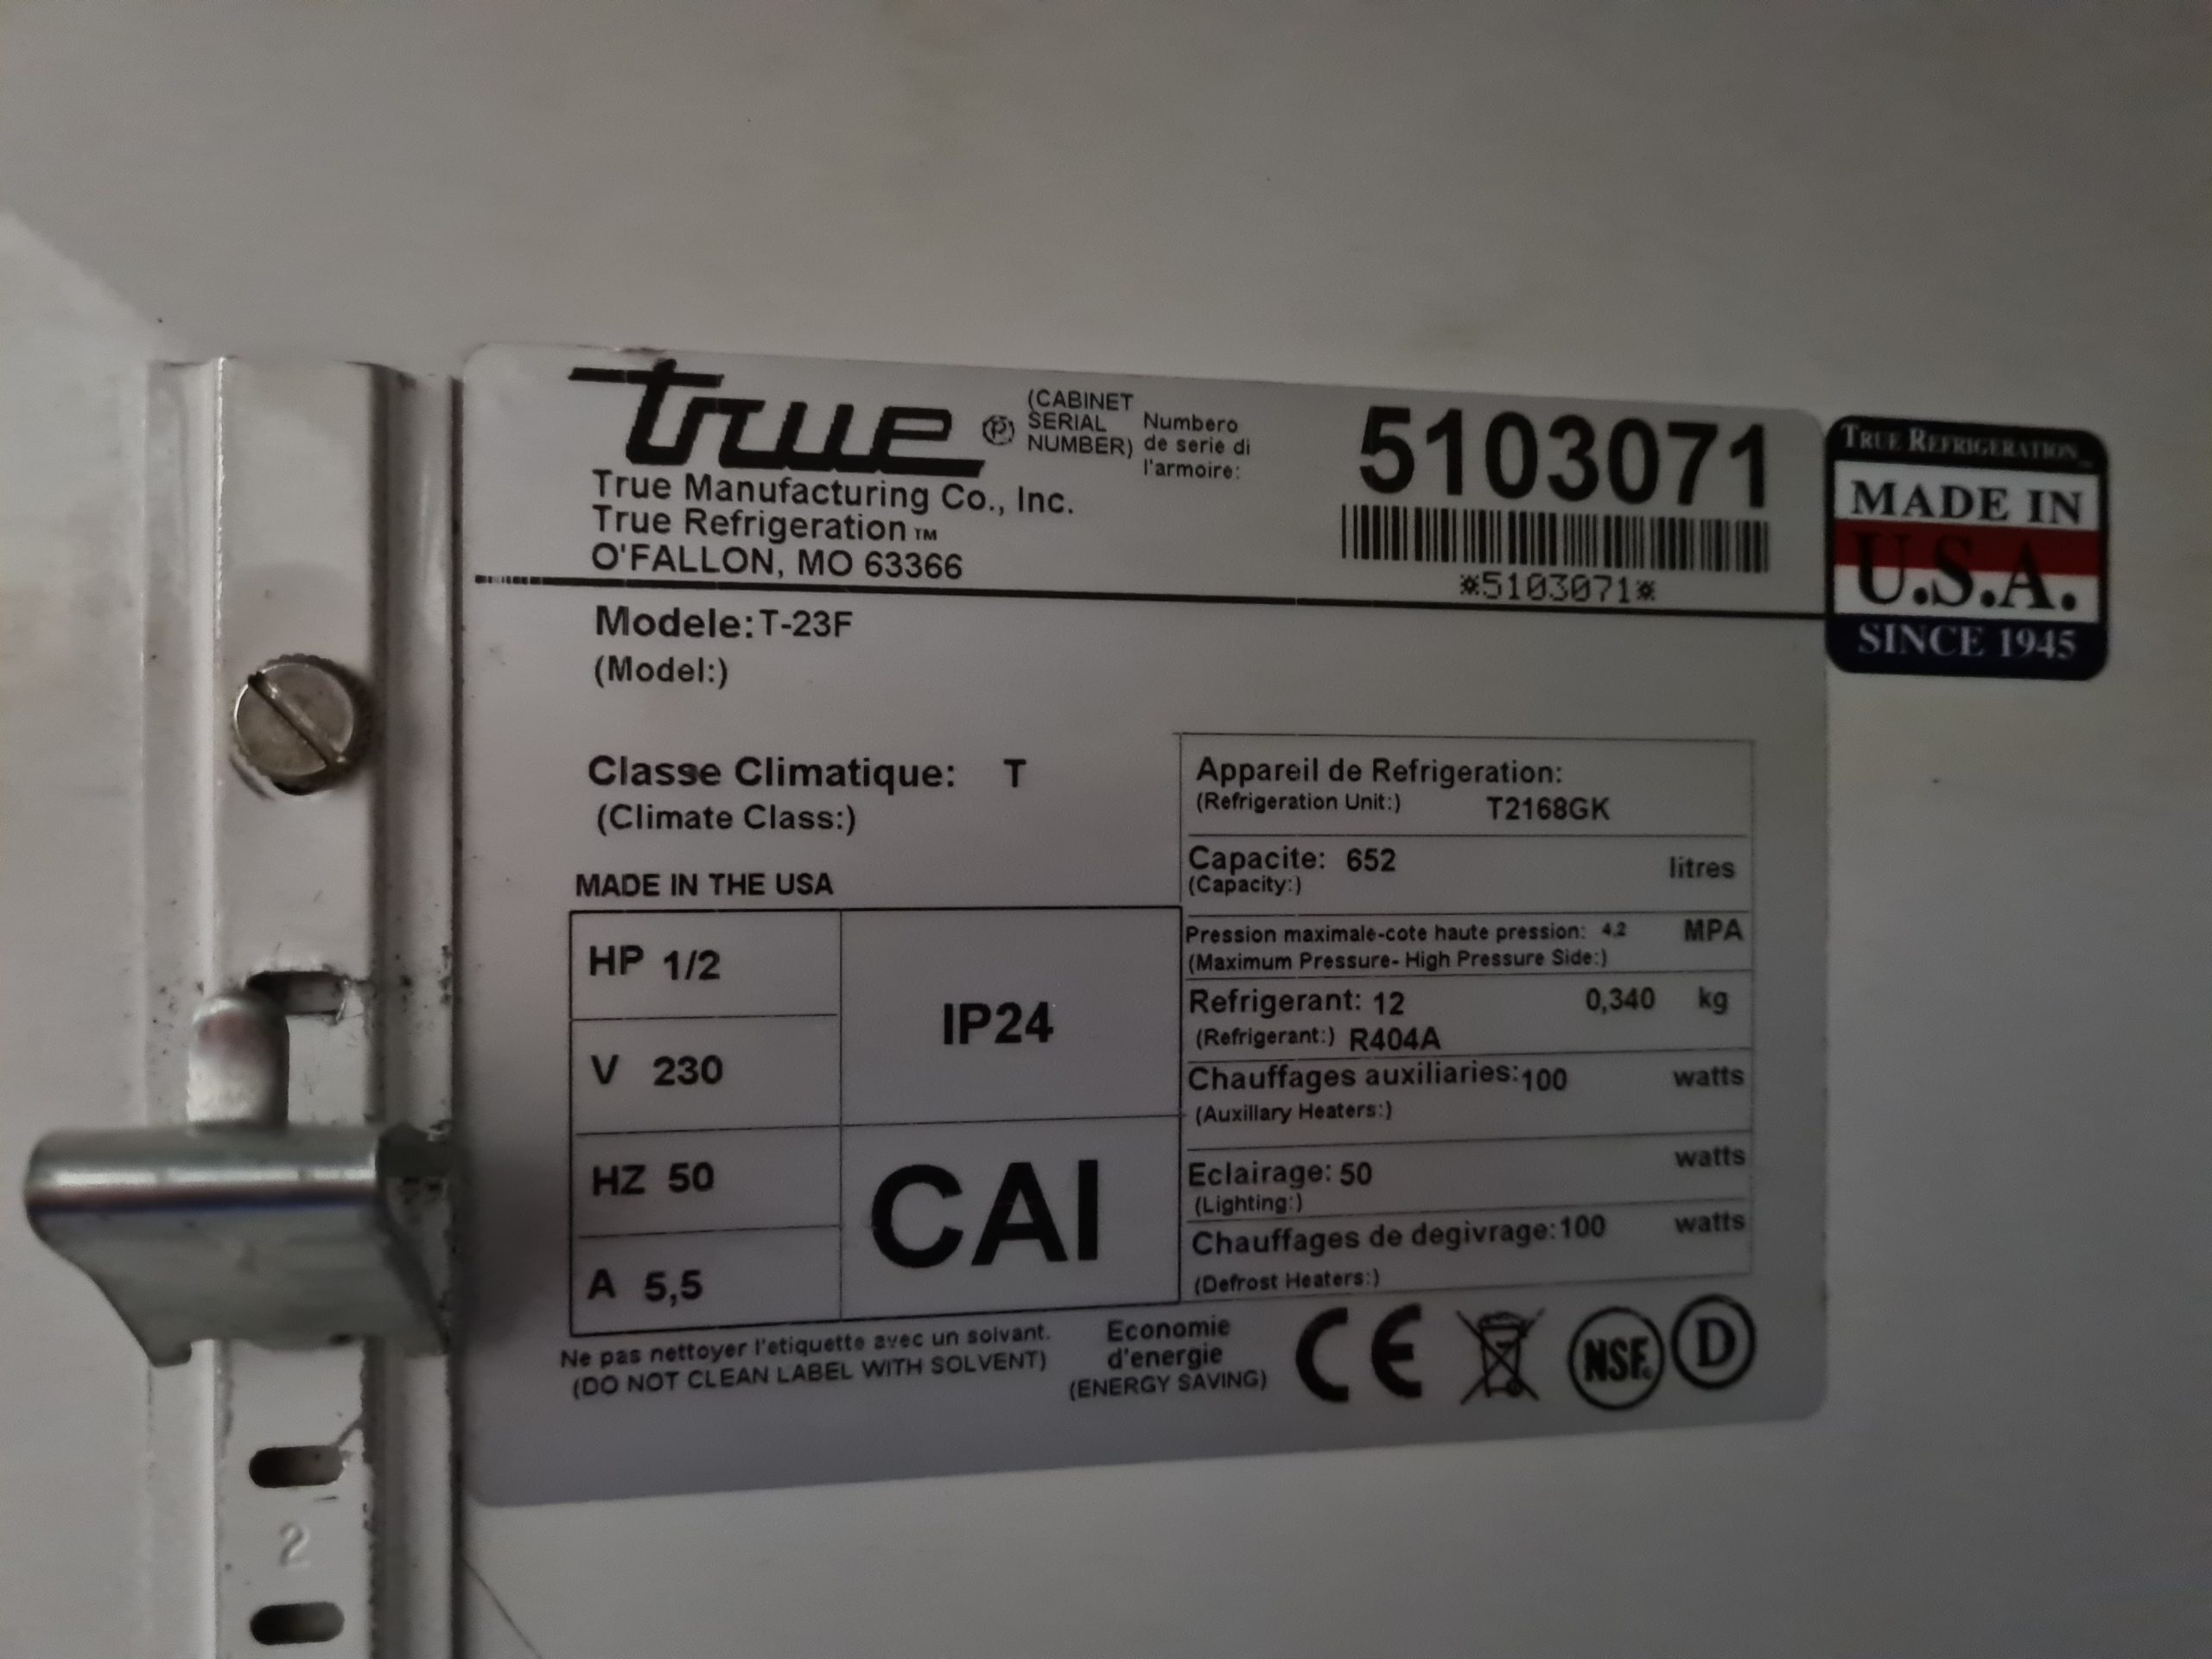 true ®
(CABINET SERIAL NUMBER)
Numbero de serie di l'armoire:
5103071
*5103071*
True Manufacturing Co., Inc.
True Refrigeration™
O'FALLON, MO 63366
TRUE REFRIGERATION
MADE IN
U.S.A.
SINCE 1945
Modele: T-23F
(Model:)
Classe Climatique: T
(Climate Class:)
MADE IN THE USA
HP 1/2
V 230
HZ 50
A 5,5
IP24
CAI
Appareil de Refrigeration:
(Refrigeration Unit:) T2168GK
Capacite: 652 litres
(Capacity:)
Pression maximale-cote haute pression: 4.2 MPA
(Maximum Pressure- High Pressure Side:)
Refrigerant: 12 0,340 kg
(Refrigerant:) R404A
Chauffages auxiliaries: 100 watts
(Auxillary Heaters:)
Eclairage: 50 watts
(Lighting:)
Chauffages de degivrage: 100 watts
(Defrost Heaters:)
Ne pas nettoyer l'etiquette avec un solvant.
(DO NOT CLEAN LABEL WITH SOLVENT)
Economie
d'energie
(ENERGY SAVING)
CE
NSF.
D
2